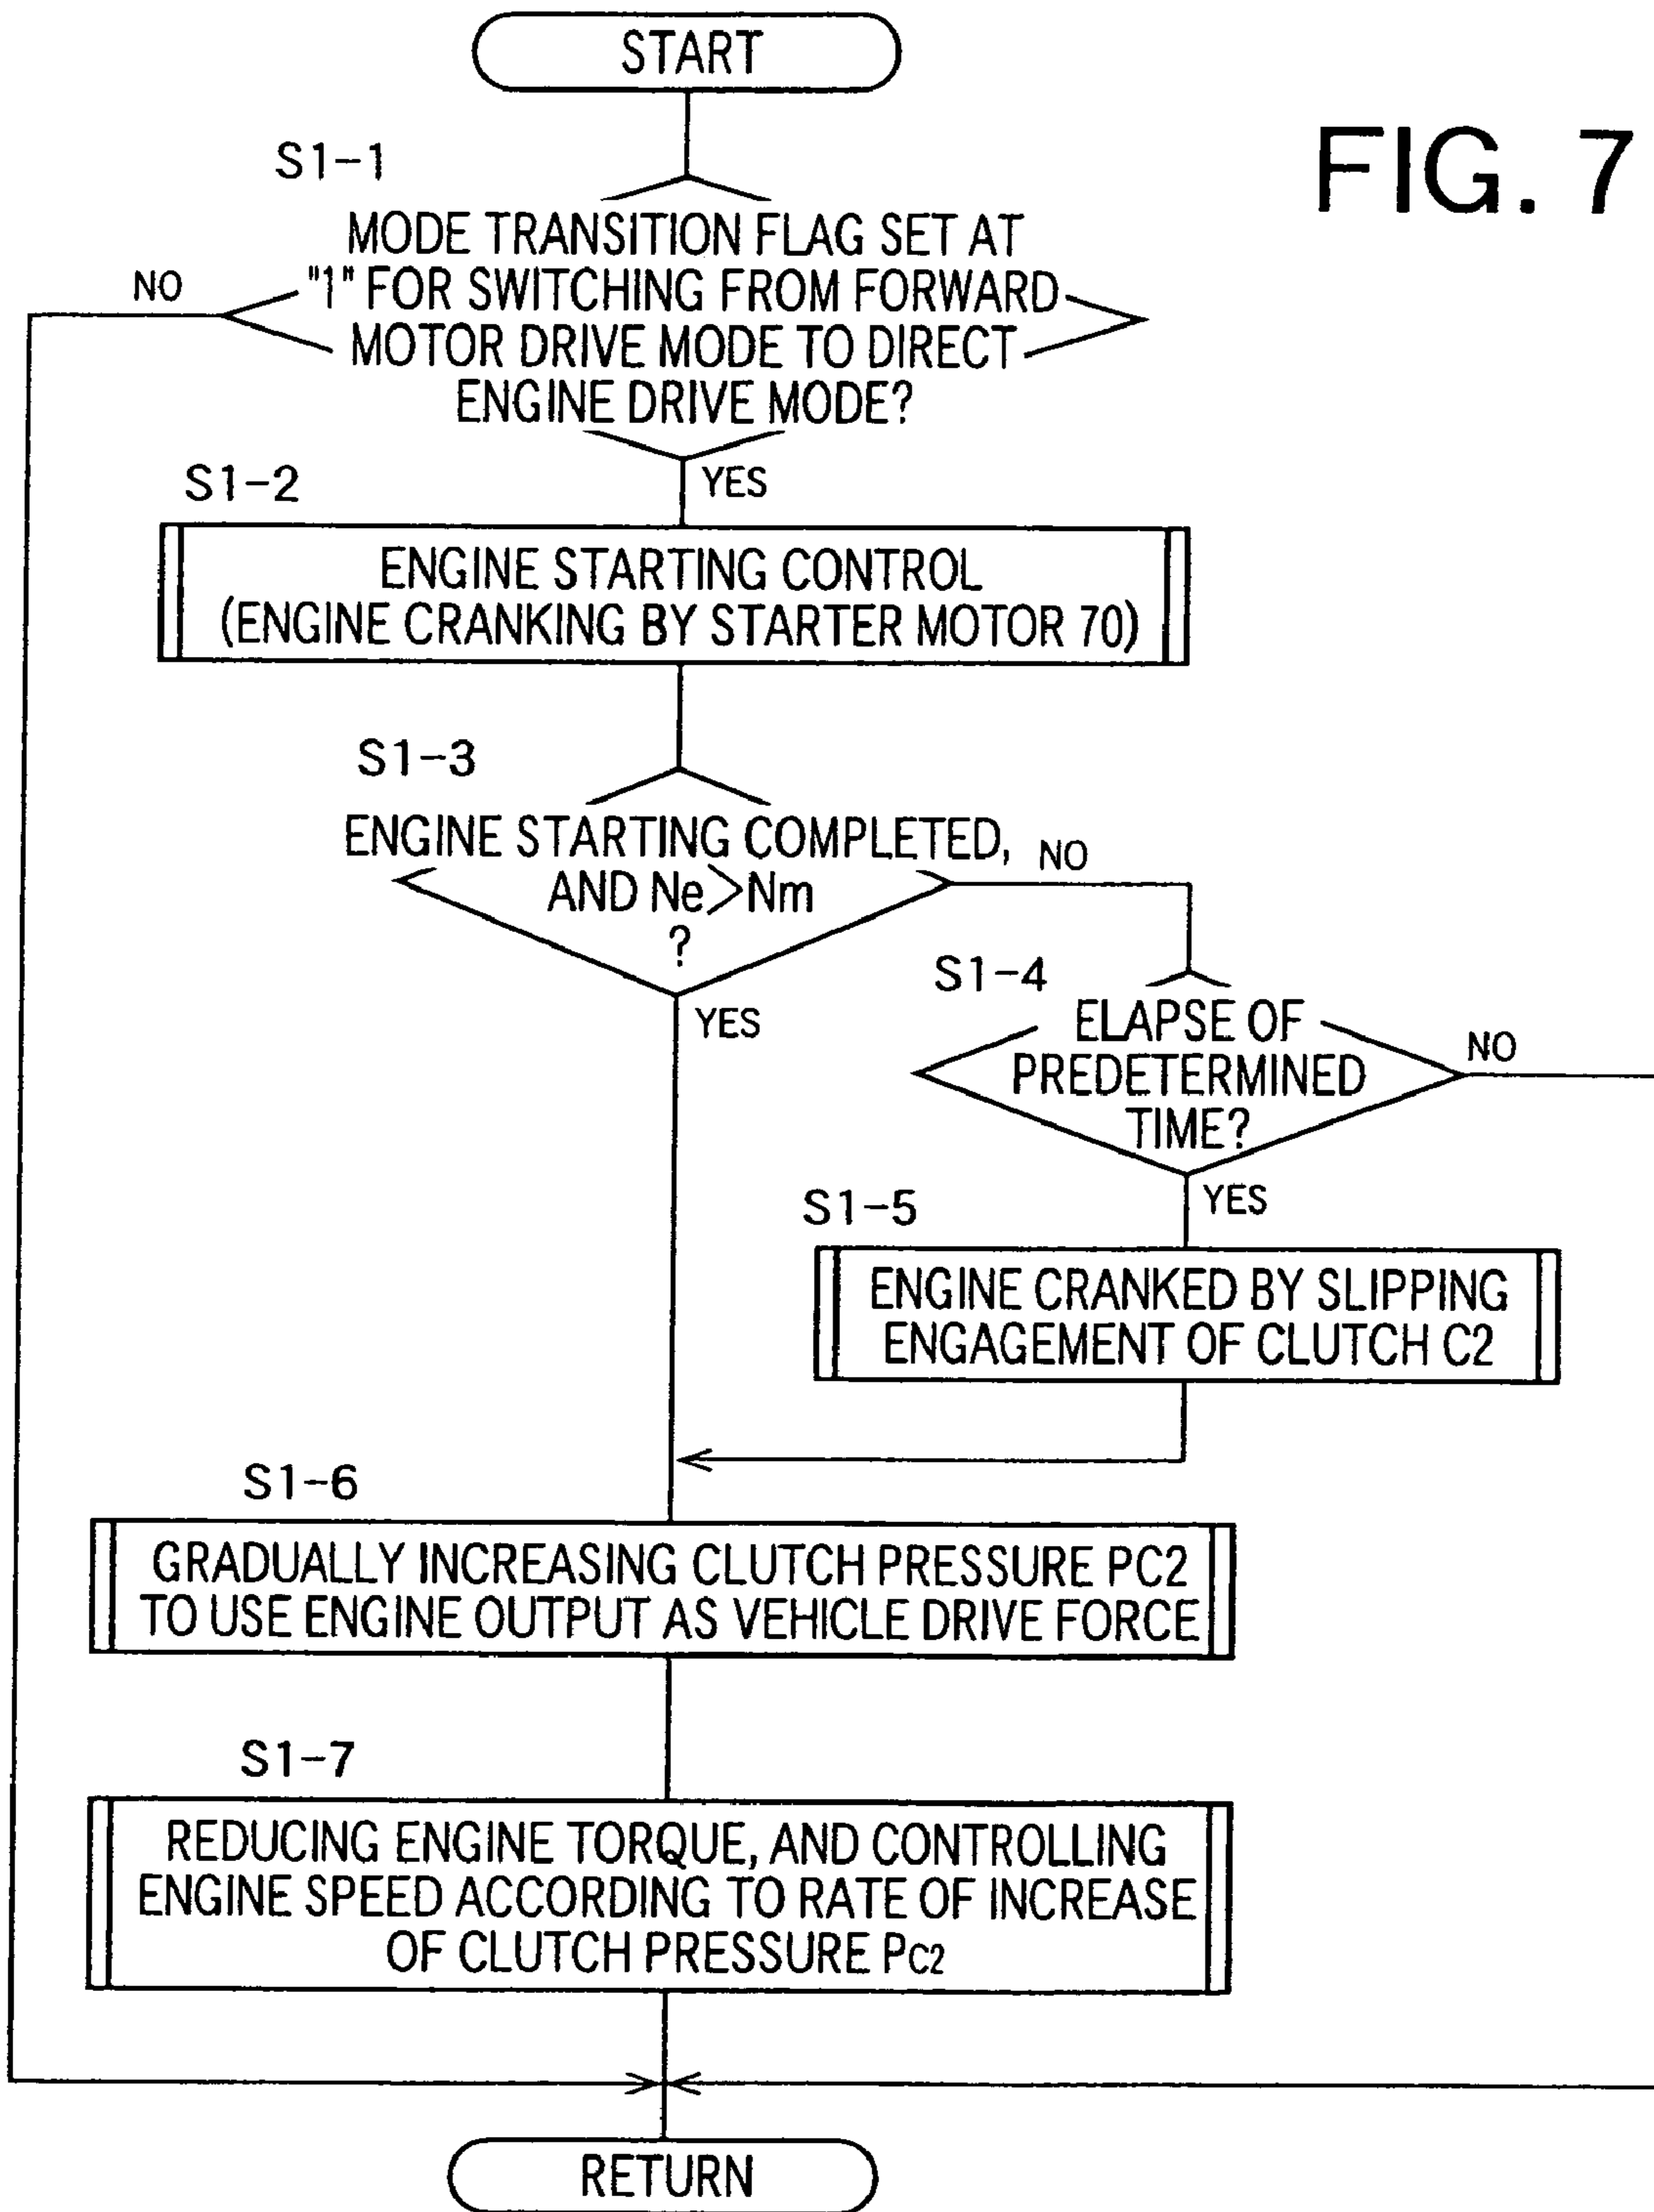 START
FIG. 7
S1-1
MODE TRANSITION FLAG SET AT
"1" FOR SWITCHING FROM FORWARD
MOTOR DRIVE MODE TO DIRECT
ENGINE DRIVE MODE?
NO
YES
S1-2
ENGINE STARTING CONTROL
(ENGINE CRANKING BY STARTER MOTOR 70)
S1-3
ENGINE STARTING COMPLETED,
AND Ne>Nm
?
NO
YES
S1-4
ELAPSE OF
PREDETERMINED
TIME?
NO
YES
S1-5
ENGINE CRANKED BY SLIPPING
ENGAGEMENT OF CLUTCH C2
S1-6
GRADUALLY INCREASING CLUTCH PRESSURE PC2
TO USE ENGINE OUTPUT AS VEHICLE DRIVE FORCE
S1-7
REDUCING ENGINE TORQUE, AND CONTROLLING
ENGINE SPEED ACCORDING TO RATE OF INCREASE
OF CLUTCH PRESSURE PC2
RETURN